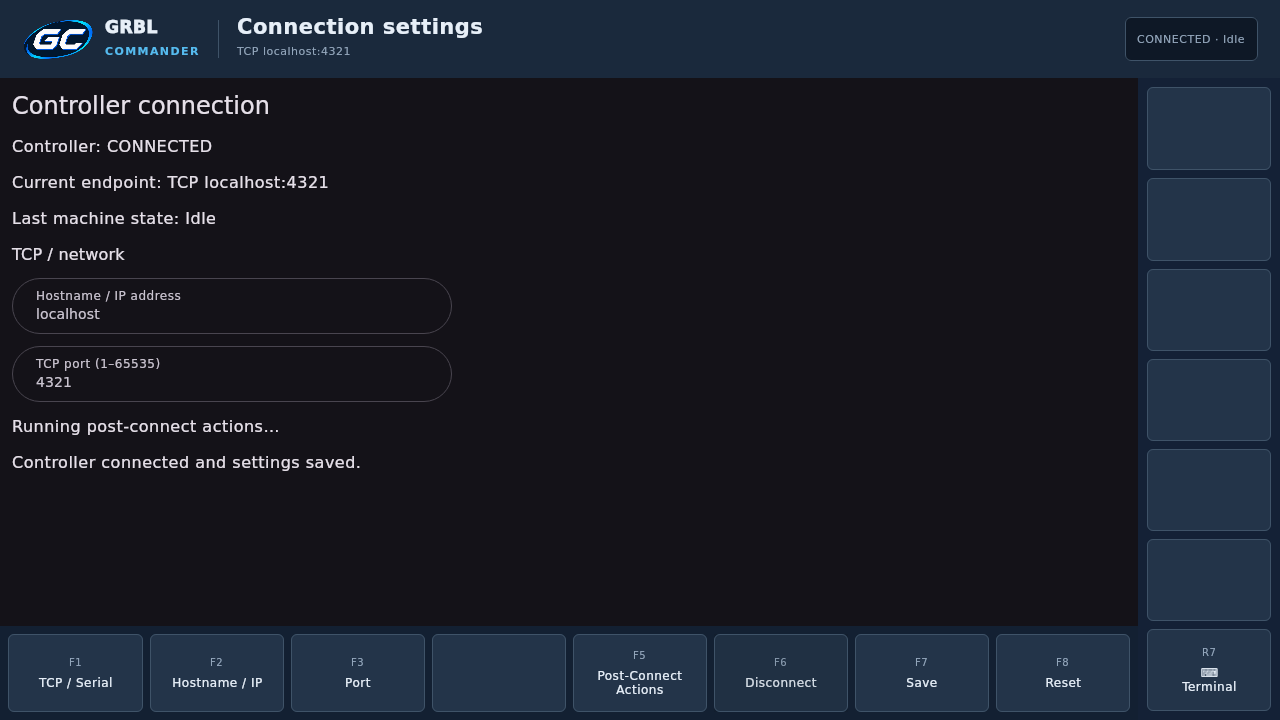 GC
GRBL
COMMANDER
Connection settings
TCP localhost:4321
CONNECTED · Idle
Controller connection
Controller: CONNECTED
Current endpoint: TCP localhost:4321
Last machine state: Idle
TCP / network
Hostname / IP address
localhost
TCP port (1–65535)
4321
Running post-connect actions...
Controller connected and settings saved.
F1
TCP / Serial
F2
Hostname / IP
F3
Port
F5
Post-Connect
Actions
F6
Disconnect
F7
Save
F8
Reset
R7
⌨
Terminal